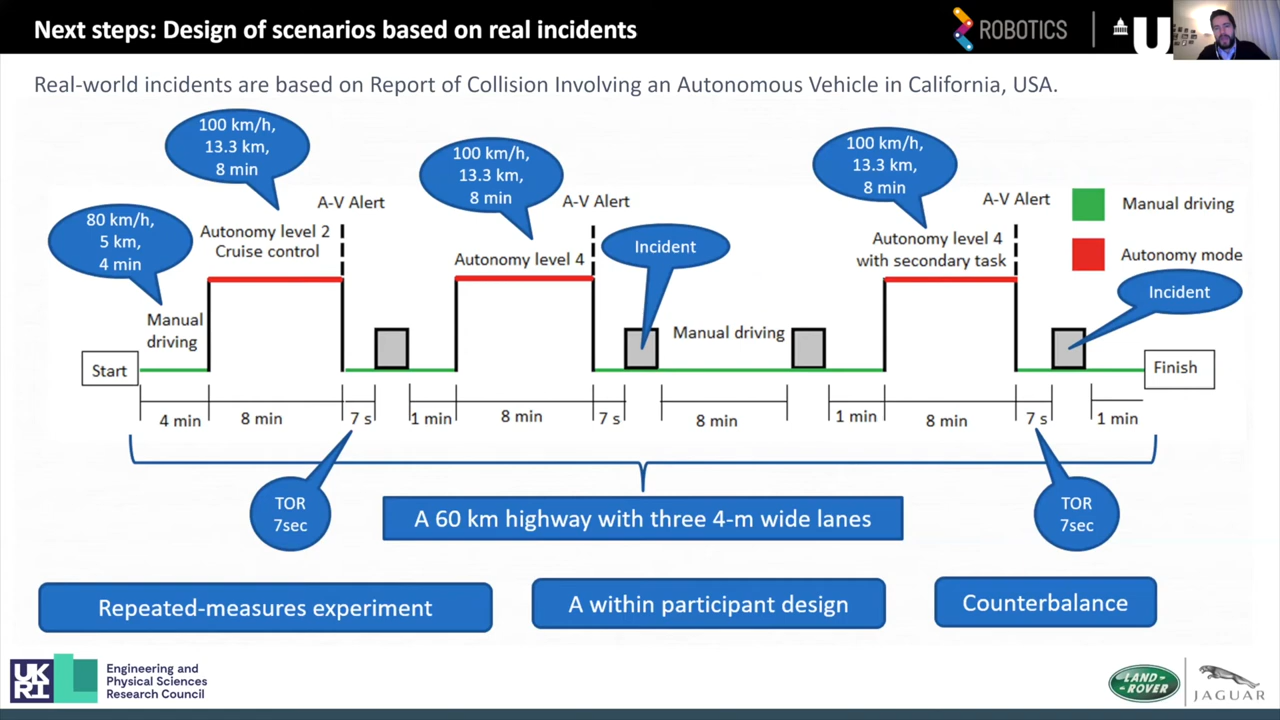 Next steps: Design of scenarios based on real incidents
ROBOTICS
U
Real-world incidents are based on Report of Collision Involving an Autonomous Vehicle in California, USA.
100 km/h,
13.3 km,
8 min
100 km/h,
13.3 km,
8 min
100 km/h,
13.3 km,
8 min
80 km/h,
5 km,
4 min
A-V Alert
A-V Alert
A-V Alert
Manual driving
Autonomy mode
Autonomy level 2
Cruise control
Autonomy level 4
Incident
Autonomy level 4
with secondary task
Incident
Manual
driving
Manual driving
Start
Finish
4 min
8 min
7 s
1 min
8 min
7 s
8 min
1 min
8 min
7 s
1 min
TOR
7sec
A 60 km highway with three 4-m wide lanes
TOR
7sec
Repeated-measures experiment
A within participant design
Counterbalance
UK
RI
Engineering and
Physical Sciences
Research Council
LAND-
ROVER
JAGUAR